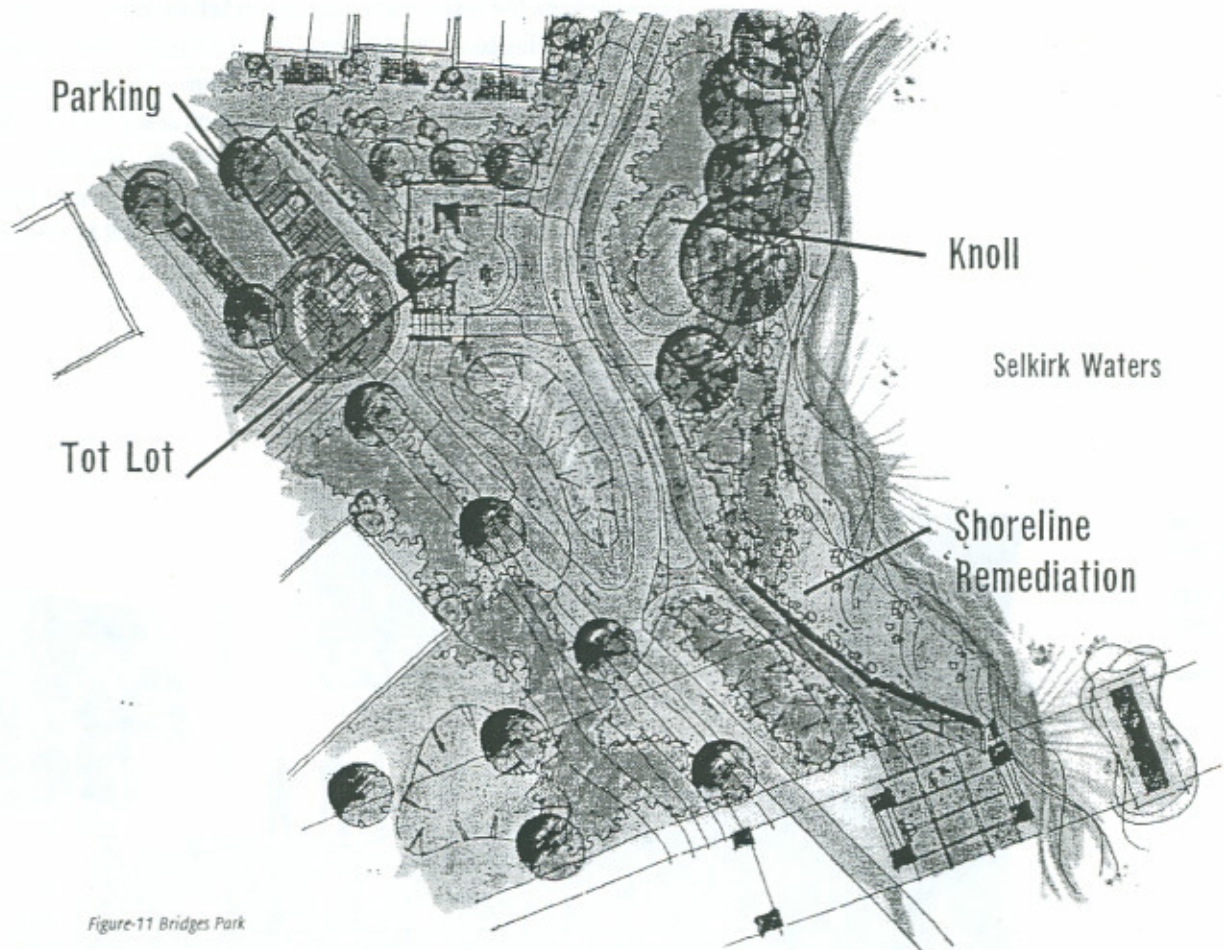 Parking
Knoll
Selkirk Waters
Tot Lot
Shoreline
Remediation
Figure-11 Bridges Park